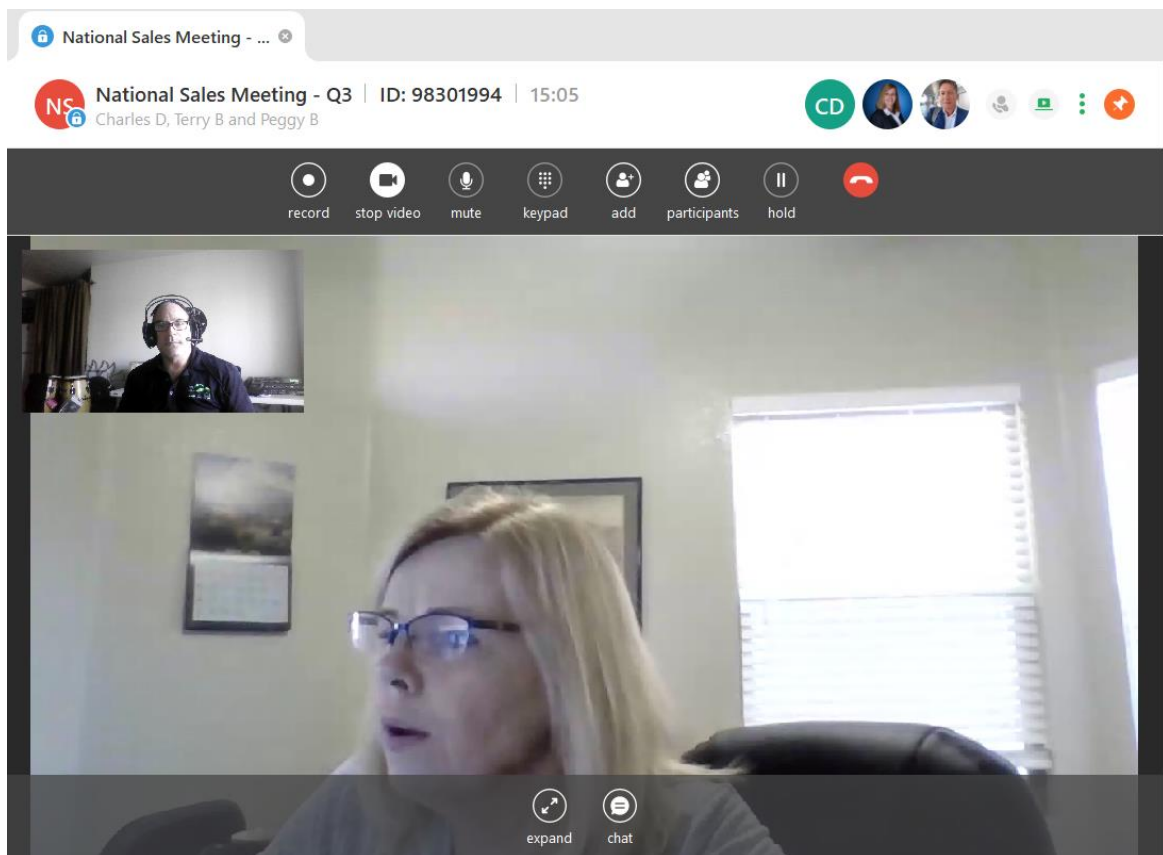 National Sales Meeting - ...
NS
National Sales Meeting - Q3 ID: 98301994 15:05
Charles D, Terry B and Peggy B
CD
record stop video mute keypad add participants hold
expand chat